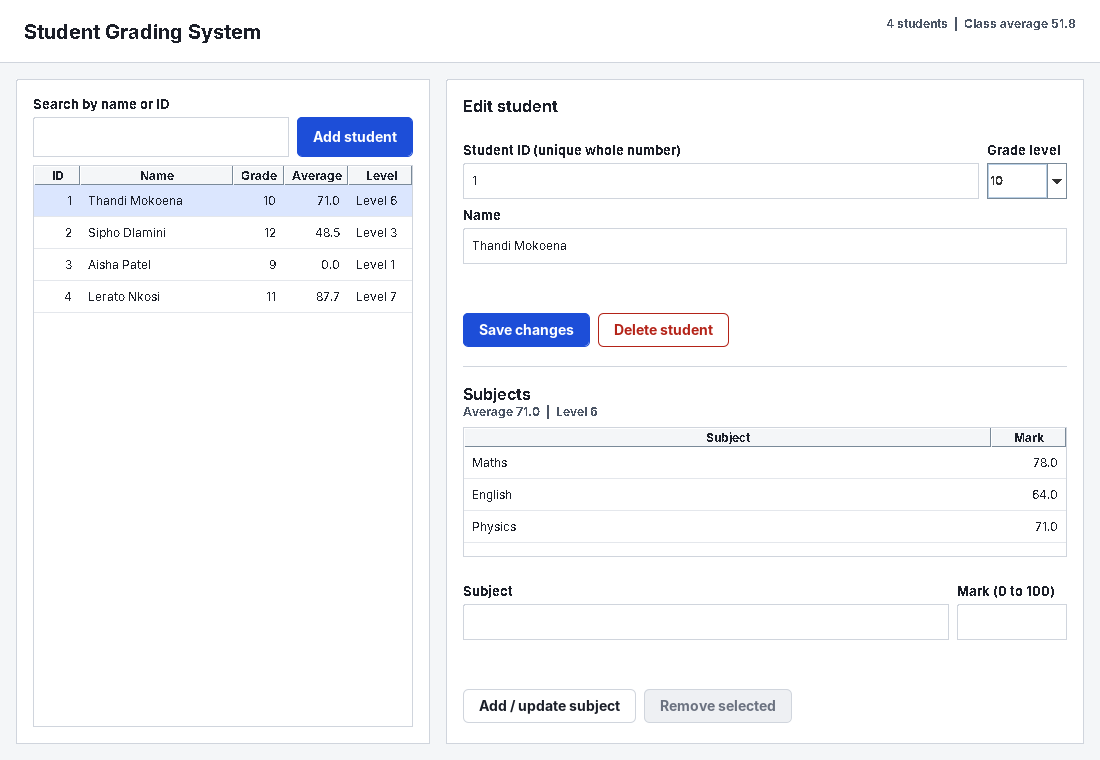 Student Grading System
4 students | Class average 51.8
Search by name or ID
Add student
ID Name Grade Average Level
1 Thandi Mokoena 10 71.0 Level 6
2 Sipho Dlamini 12 48.5 Level 3
3 Aisha Patel 9 0.0 Level 1
4 Lerato Nkosi 11 87.7 Level 7
Edit student
Student ID (unique whole number) Grade level
1 10
Name
Thandi Mokoena
Save changes Delete student
Subjects
Average 71.0 | Level 6
Subject Mark
Maths 78.0
English 64.0
Physics 71.0
Subject Mark (0 to 100)
Add / update subject Remove selected